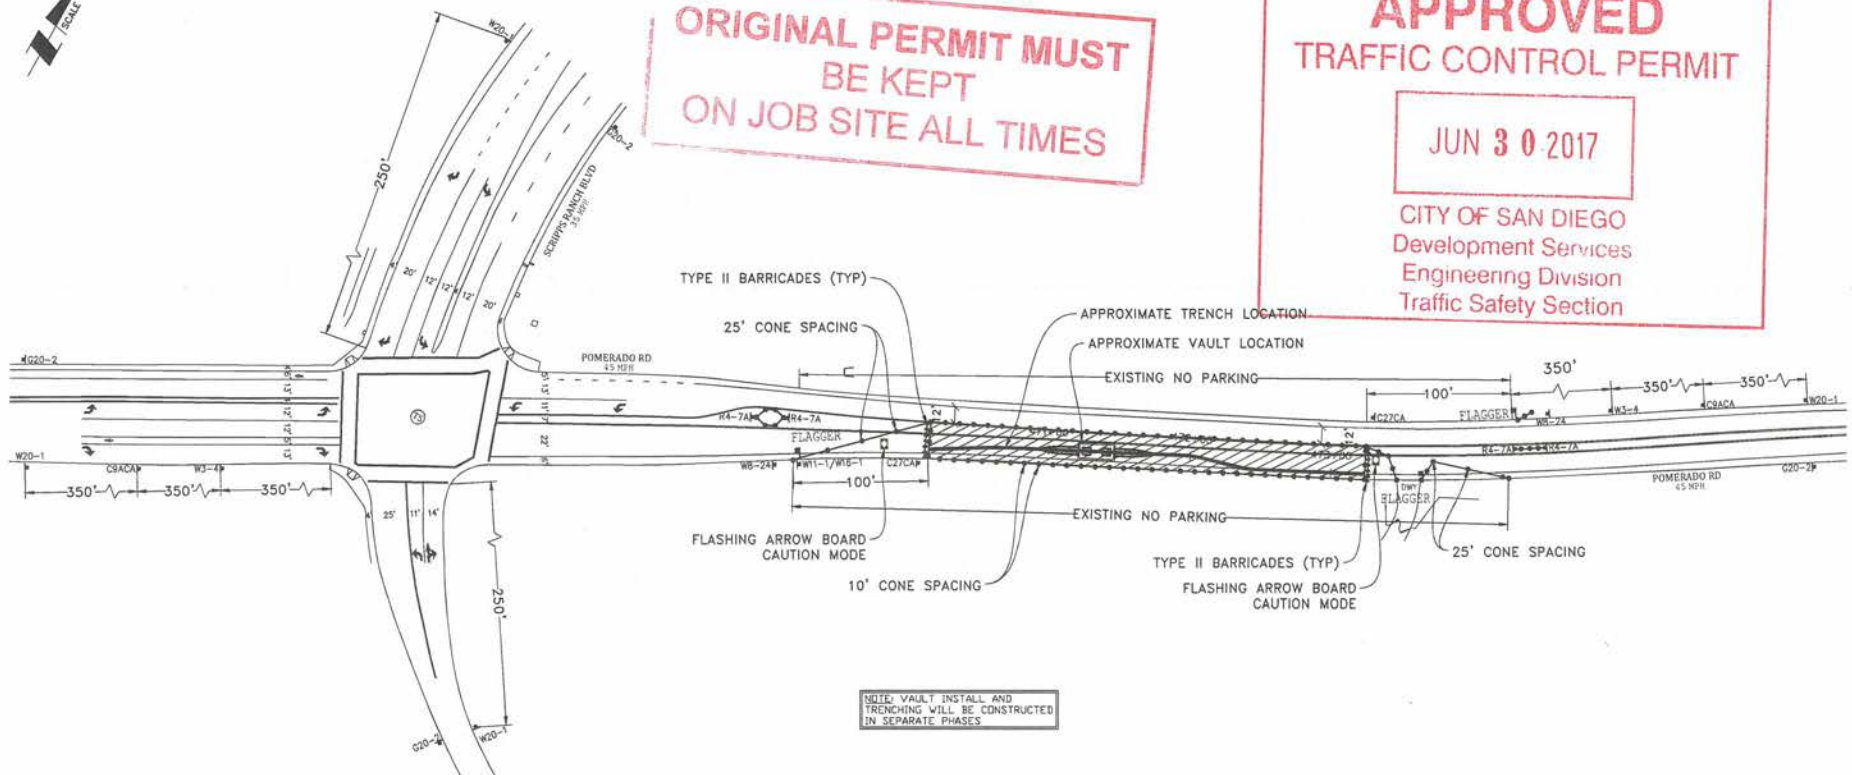 SCALE
ORIGINAL PERMIT MUST
BE KEPT
ON JOB SITE ALL TIMES
APPROVED
TRAFFIC CONTROL PERMIT
JUN 30 2017
CITY OF SAN DIEGO
Development Services
Engineering Division
Traffic Safety Section
W20-1
250'
G20-2
SCRIPPS RANCH BLVD
35 MPH
20' 12' 12' 12' 20'
TYPE II BARRICADES (TYP)
25' CONE SPACING
APPROXIMATE TRENCH LOCATION
APPROXIMATE VAULT LOCATION
EXISTING NO PARKING
POMERADO RD
45 MPH
G20-2
TS
R4-7A
R4-7A
FLAGGER
12'
12'
350'
100'
350'
350'
C27CA
FLAGGER
W8-24
W3-4
C9ACA
W20-1
R4-7A
R4-7A
W20-1
C9ACA
W3-4
350'
350'
350'
W8-24
W11-1/W16-1
C27CA
100'
DWY
FLAGGER
G20-2
POMERADO RD
45 MPH
EXISTING NO PARKING
25' 11' 14'
250'
FLASHING ARROW BOARD
CAUTION MODE
10' CONE SPACING
TYPE II BARRICADES (TYP)
25' CONE SPACING
FLASHING ARROW BOARD
CAUTION MODE
NOTE: VAULT INSTALL AND
TRENCHING WILL BE CONSTRUCTED
IN SEPARATE PHASES
G20-2
W20-1